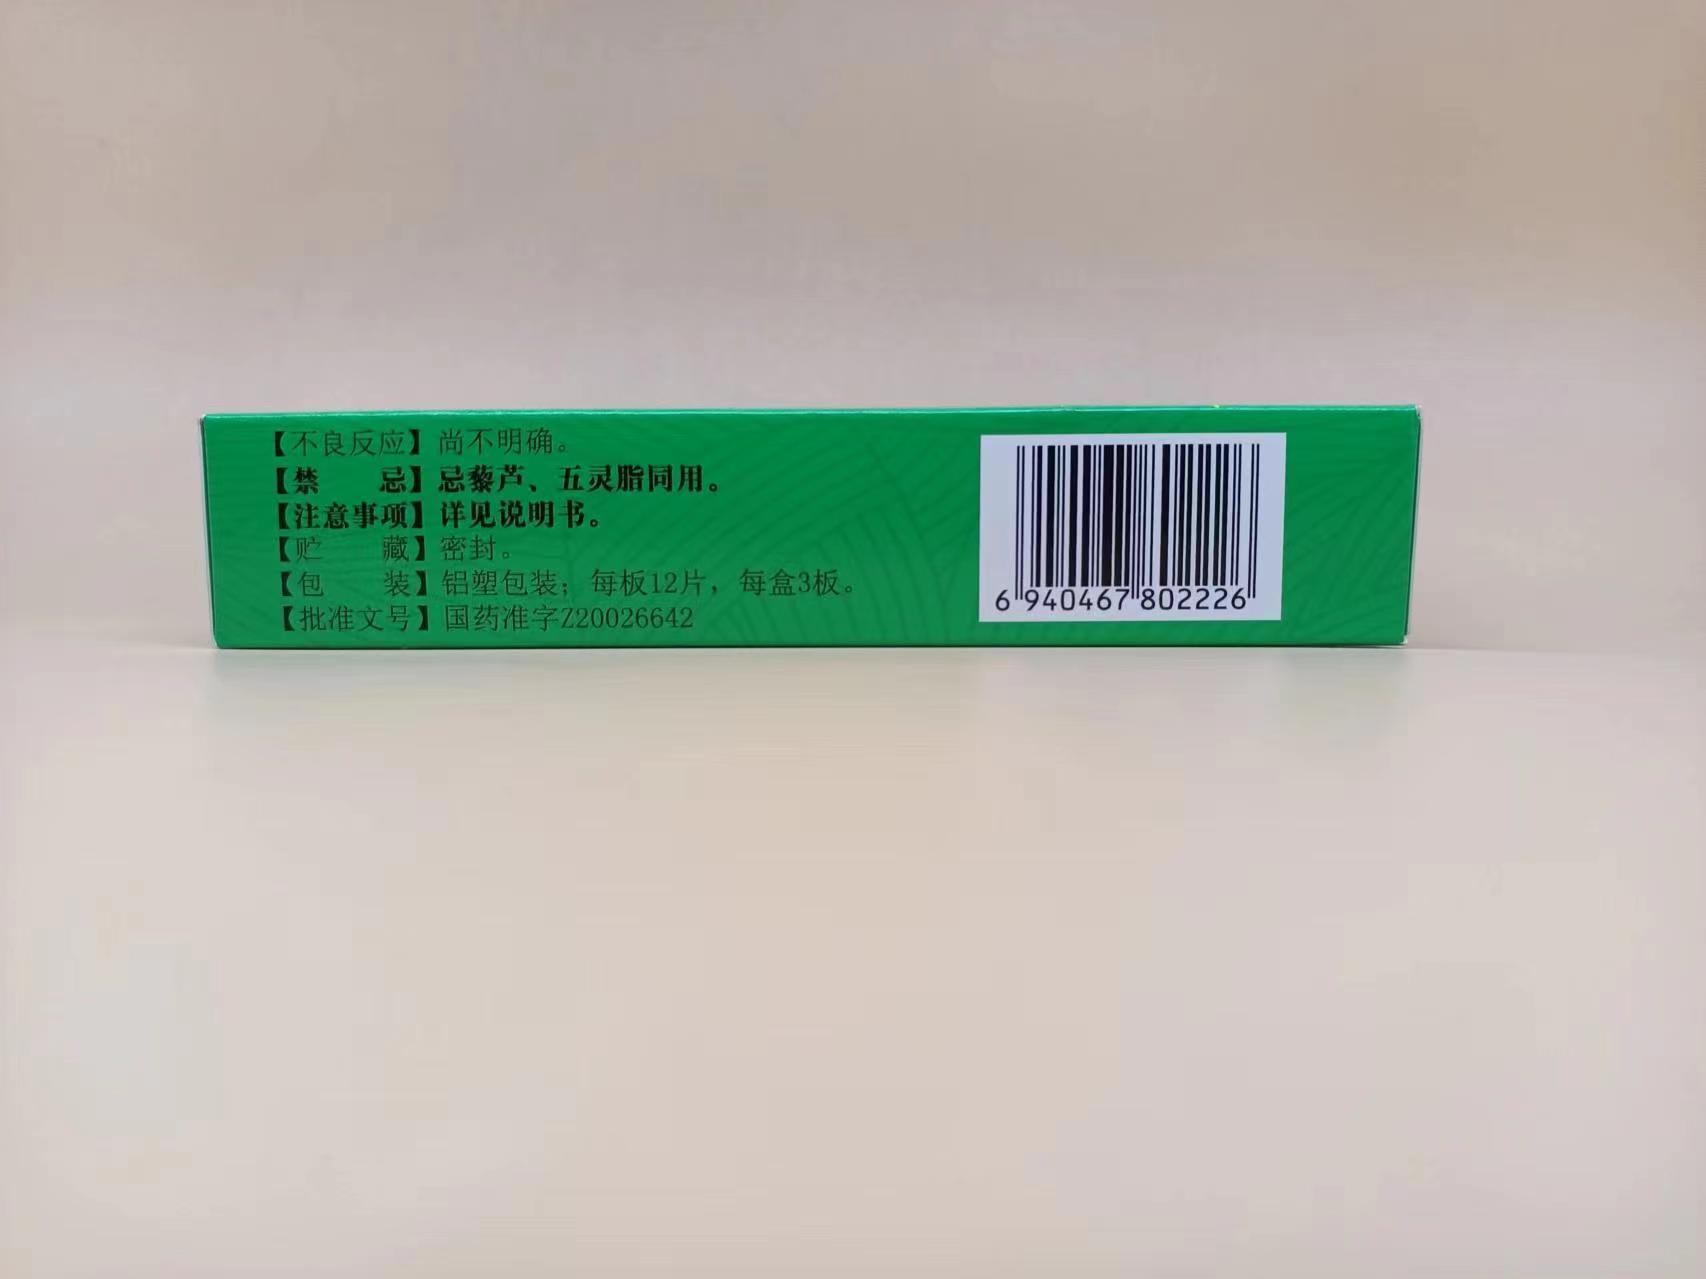 【不良反应】尚不明确。
【禁　　忌】忌藜芦、五灵脂同用。
【注意事项】详见说明书。
【贮　　藏】密封。
【包　　装】铝塑包装；每板12片，每盒3板。
【批准文号】国药准字Z20026642
6 940467 802226